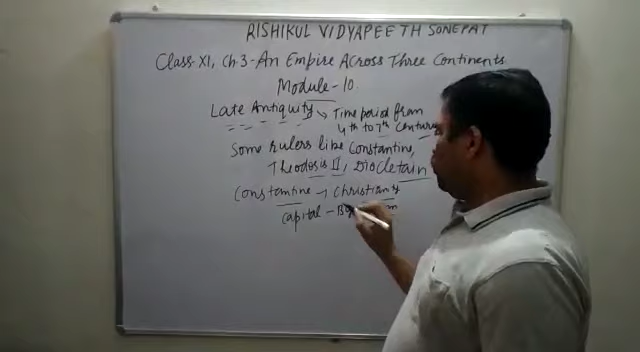 RISHIKUL VIDYAPEETH SONEPAT
Class-XI, Ch 3-An Empire Across Three Continents
Module-10
Late Antiquity → Time period from
4th to 7th Century
Some rulers like Constantine,
Theodosis II, Diocletain
Constantine → Christianity
Capital -